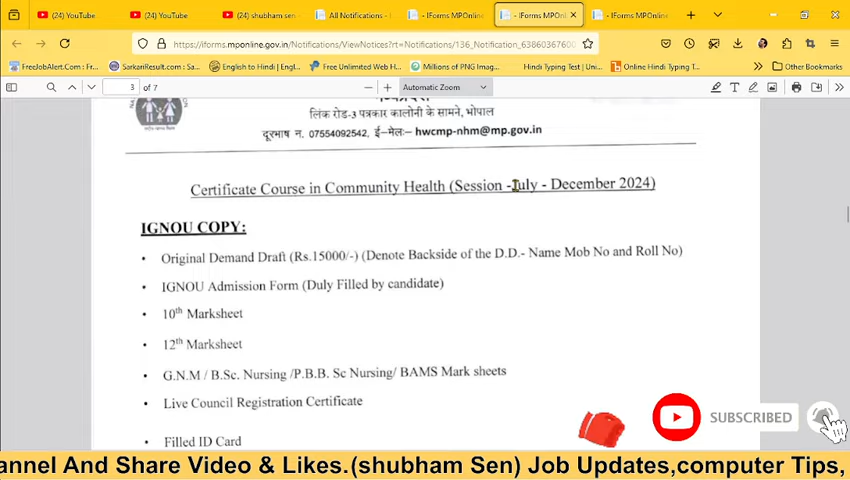 (20) YouTube
(24) YouTube
(24) shubham sen
All Notifications -
- IForms MPOnline
- IForms MPOnl
- IForms MPOnline
https://iforms.mponline.gov.in/Notifications/ViewNotices?rt=Notifications/136_Notification_6386036760
FreeJobAlert.Com : Fr...
SarkariResult.com : Sa...
English to Hindi | Engl...
Free Unlimited Web H...
Millions of PNG Imag...
Hindi Typing Test | Un...
Online Hindi Typing T...
Other Bookmarks
3 of 7
Automatic Zoom
लिंक रोड-3 पत्रकार कालोनी के सामने, भोपाल
दूरभाष न. 07554092542, ई-मेलः- hwcmp-nhm@mp.gov.in
Certificate Course in Community Health (Session -July - December 2024)
IGNOU COPY:
• Original Demand Draft (Rs.15000/-) (Denote Backside of the D.D.- Name Mob No and Roll No)
• IGNOU Admission Form (Duly Filled by candidate)
• 10th Marksheet
• 12th Marksheet
• G.N.M / B.Sc. Nursing /P.B.B. Sc Nursing/ BAMS Mark sheets
• Live Council Registration Certificate
• Filled ID Card
SUBSCRIBED
annel And Share Video & Likes.(shubham Sen) Job Updates,computer Tips,